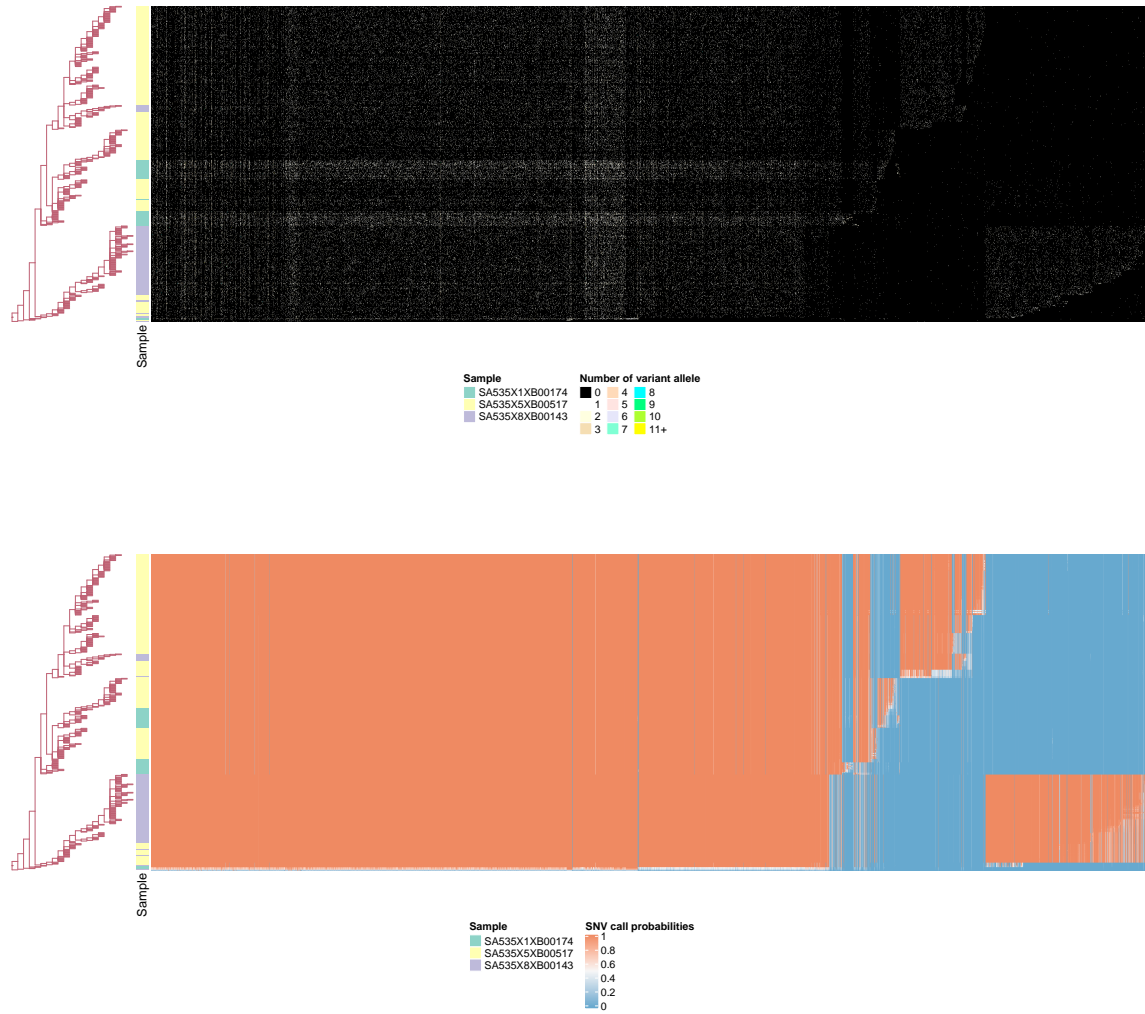 Sample
Sample Number of variant allele
SA535X1XB00174 0 4 8
SA535X5XB00517 1 5 9
SA535X8XB00143 2 6 10
3 7 11+
Sample
Sample SNV call probabilities
SA535X1XB00174 1
SA535X5XB00517 0.8
SA535X8XB00143 0.6
0.4
0.2
0